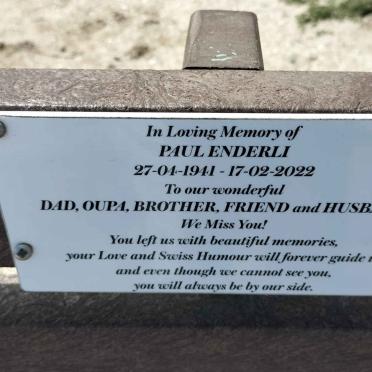 In Loving Memory of
PAUL ENDERLI
27-04-1941 - 17-02-2022
To our wonderful
DAD, OUPA, BROTHER, FRIEND and HUSB
We Miss You!
You left us with beautiful memories,
your Love and Swiss Humour will forever guide
and even though we cannot see you,
you will always be by our side.